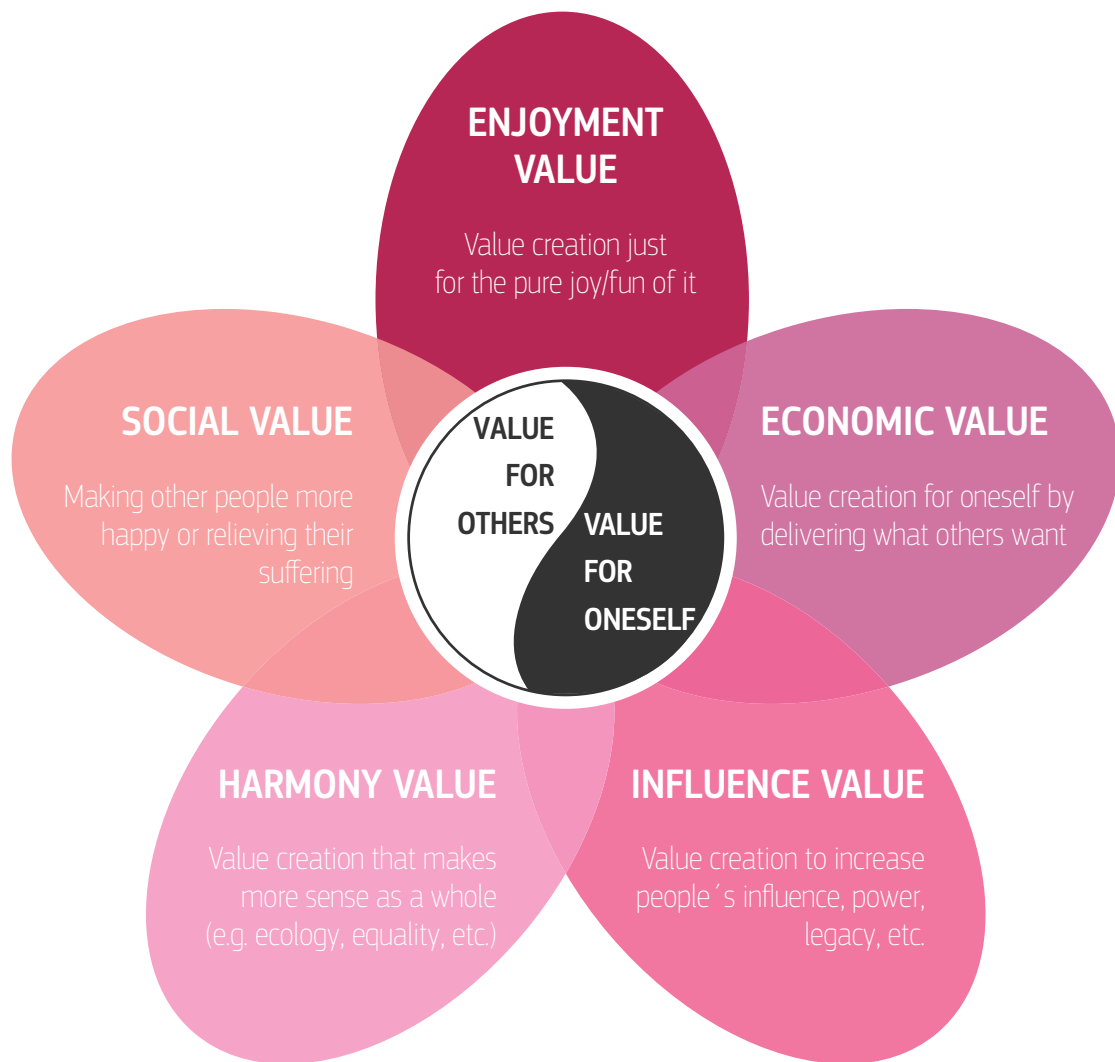 ENJOYMENT
VALUE
Value creation just
for the pure joy/fun of it
SOCIAL VALUE
Making other people more
happy or relieving their
suffering
VALUE
FOR
OTHERS
VALUE
FOR
ONESELF
ECONOMIC VALUE
Value creation for oneself by
delivering what others want
HARMONY VALUE
Value creation that makes
more sense as a whole
(e.g. ecology, equality, etc.)
INFLUENCE VALUE
Value creation to increase
people´s influence, power,
legacy, etc.